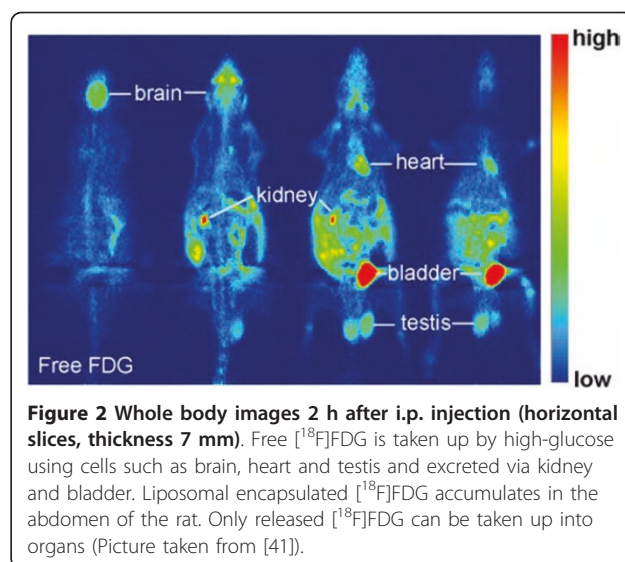 high
brain
heart
kidney
bladder
testis
Free FDG
low
Figure 2 Whole body images 2 h after i.p. injection (horizontal
slices, thickness 7 mm). Free [¹⁸F]FDG is taken up by high-glucose
using cells such as brain, heart and testis and excreted via kidney
and bladder. Liposomal encapsulated [¹⁸F]FDG accumulates in the
abdomen of the rat. Only released [¹⁸F]FDG can be taken up into
organs (Picture taken from [41]).